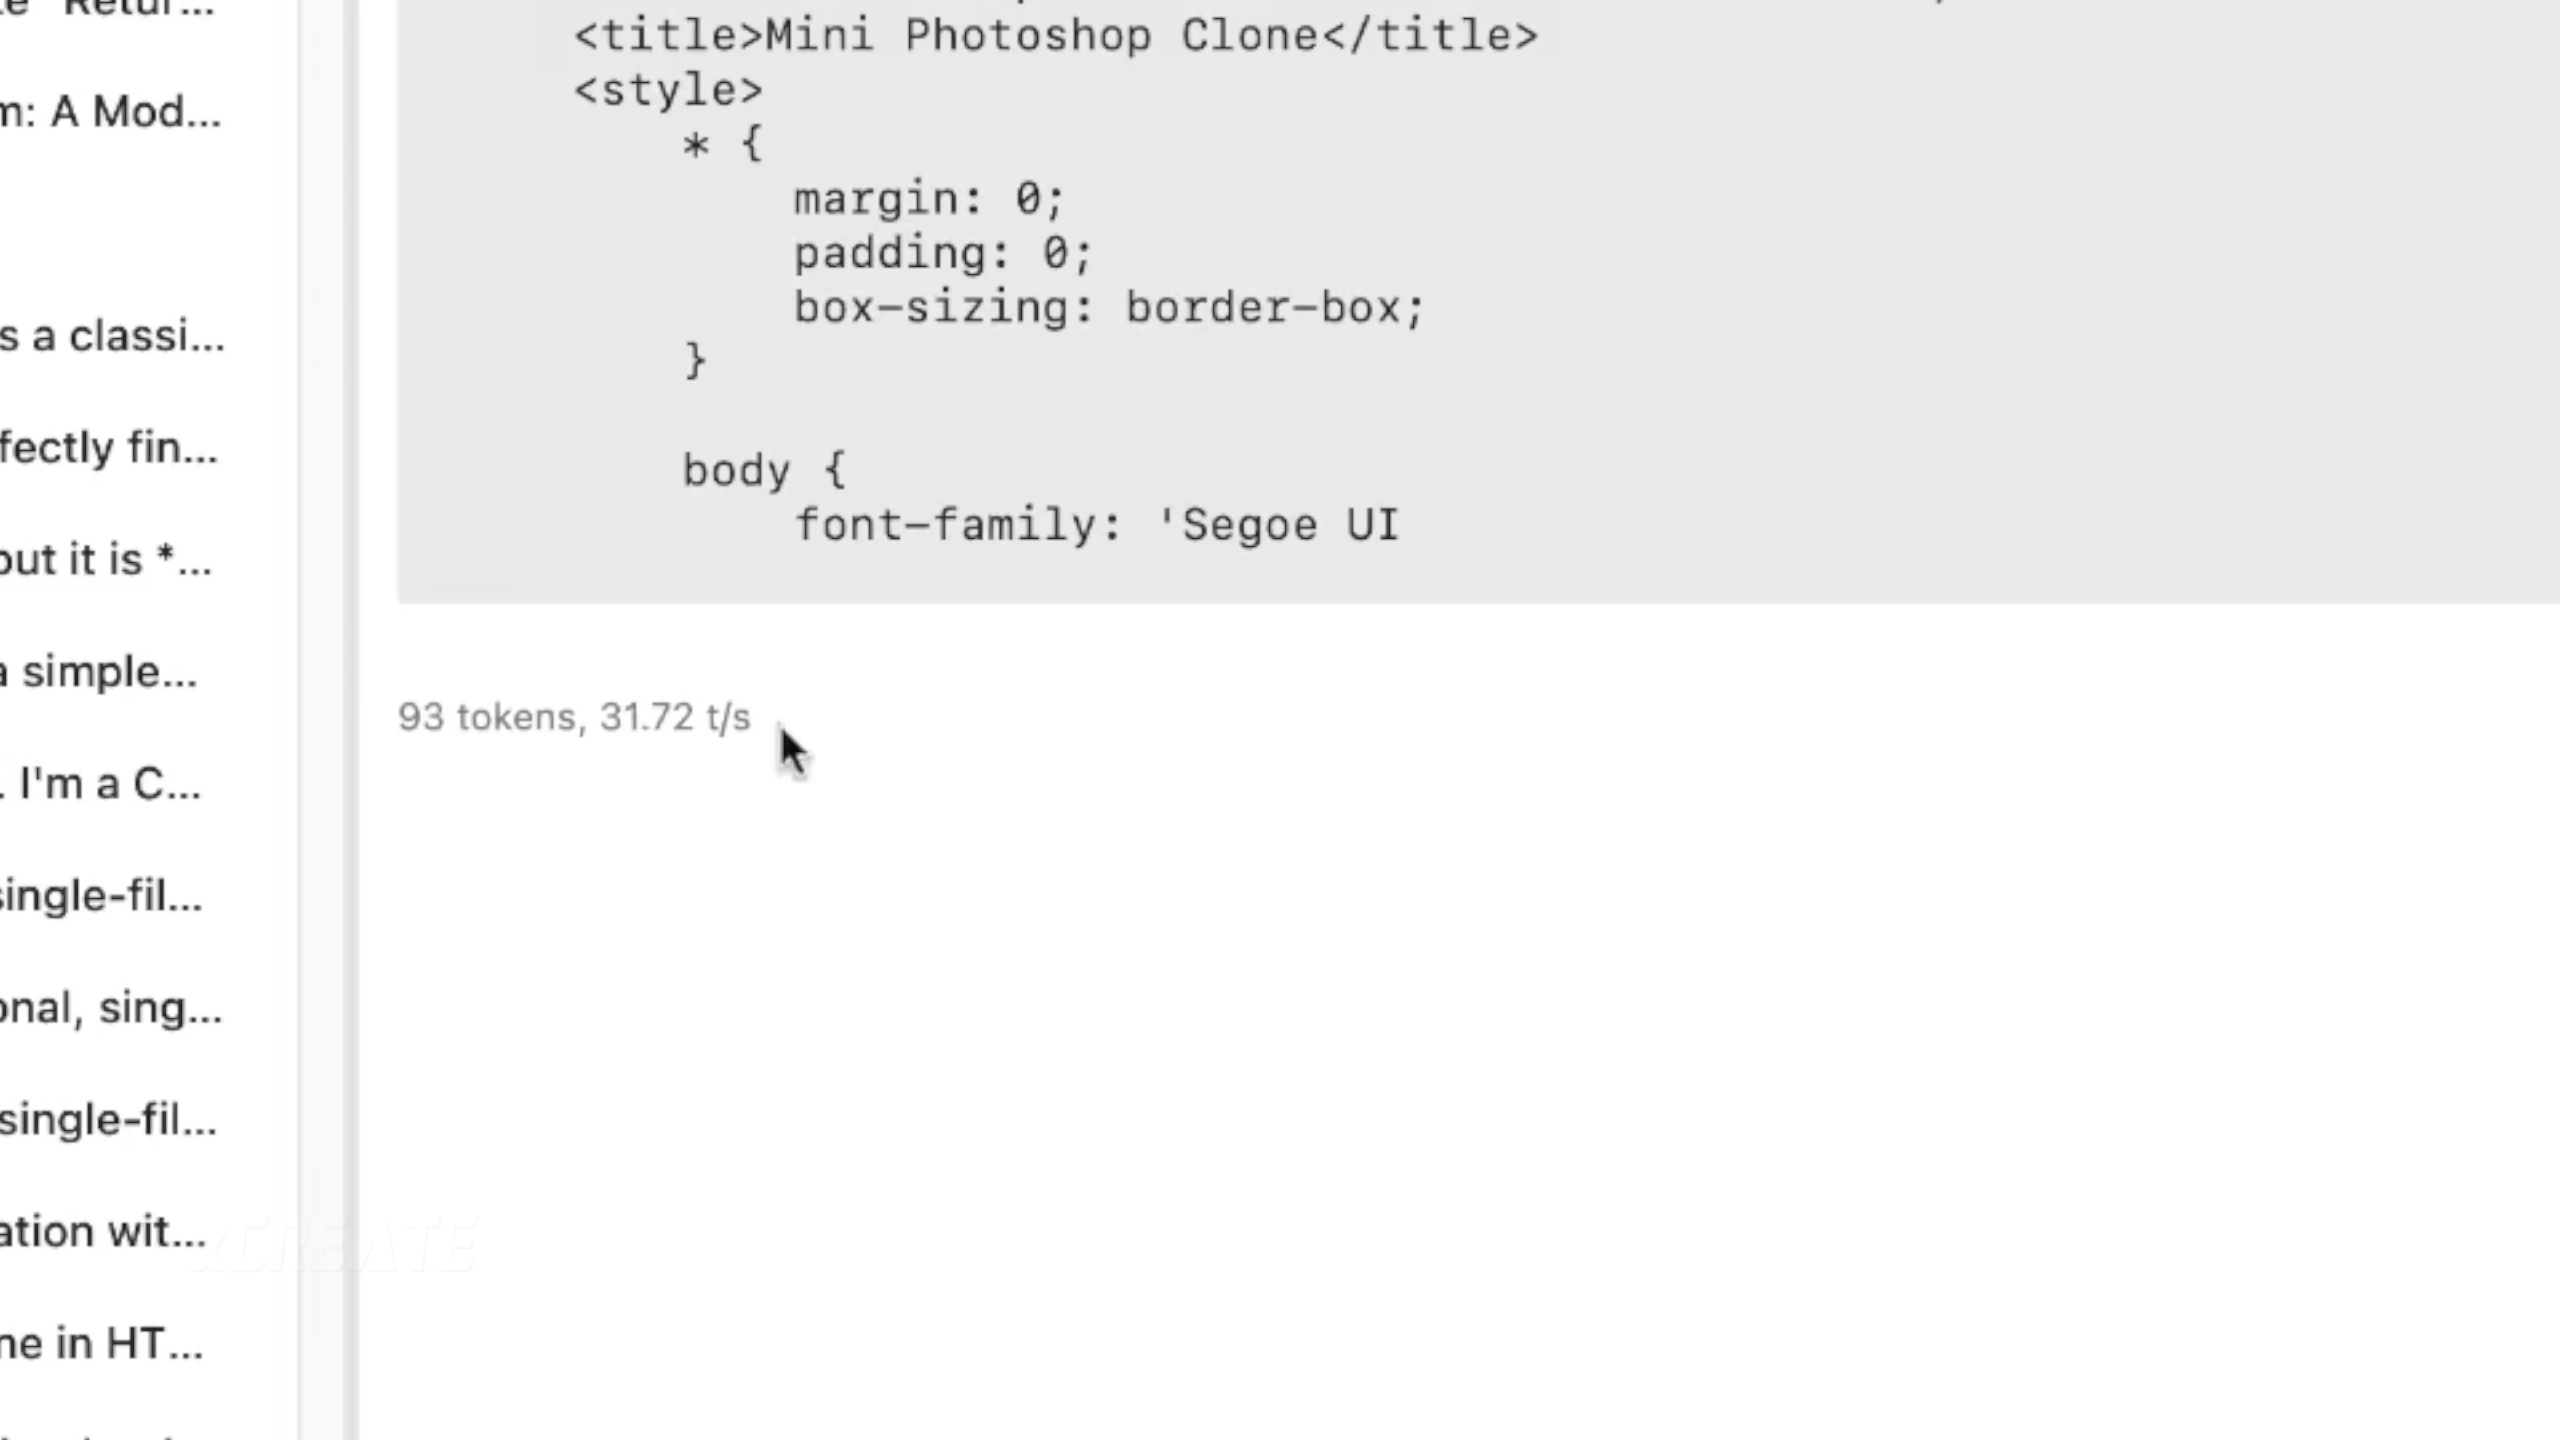 Retur...
<title>Mini Photoshop Clone</title>
<style>
m: A Mod...
* {
margin: 0;
padding: 0;
box-sizing: border-box;
s a classi...
}
fectly fin...
body {
font-family: 'Segoe UI
out it is *...
a simple...
93 tokens, 31.72 t/s
. I'm a C...
single-fil...
onal, sing...
single-fil...
ation wit...
XCREATE
ne in HT...